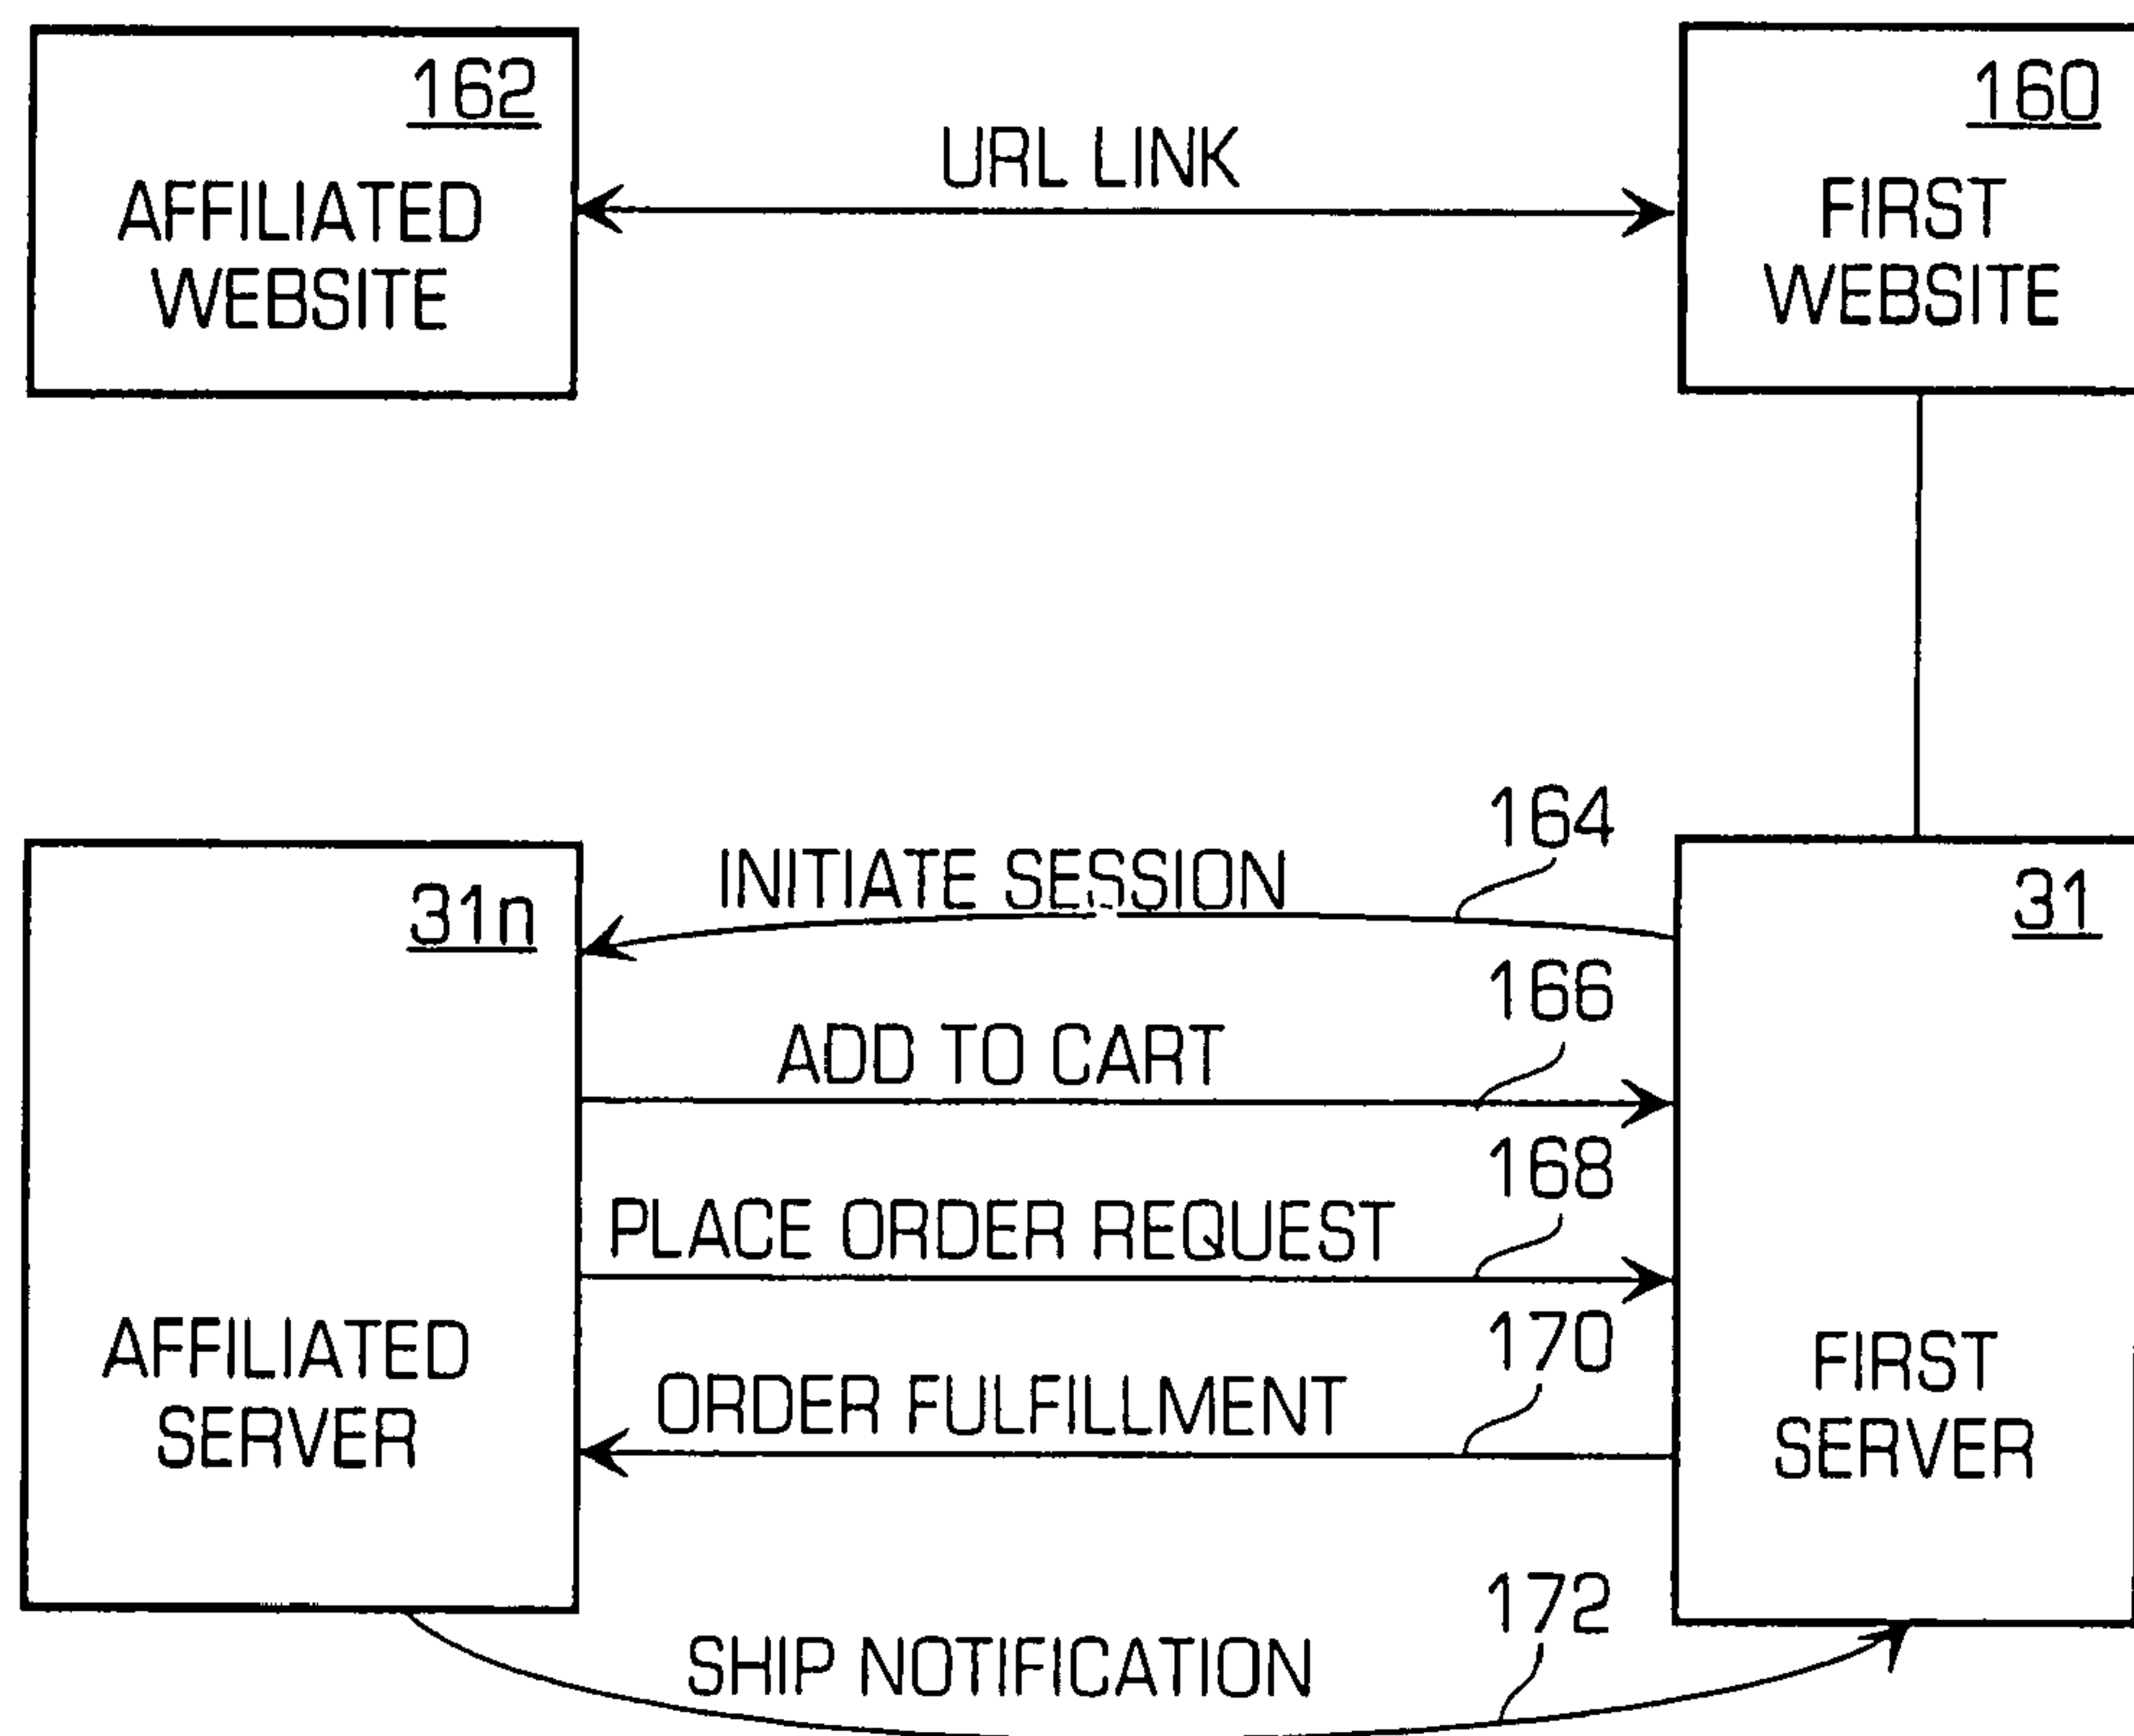 162
AFFILIATED
WEBSITE
URL LINK
160
FIRST
WEBSITE
164
INITIATE SESSION
31n
31
166
ADD TO CART
168
PLACE ORDER REQUEST
170
ORDER FULFILLMENT
AFFILIATED
SERVER
FIRST
SERVER
172
SHIP NOTIFICATION